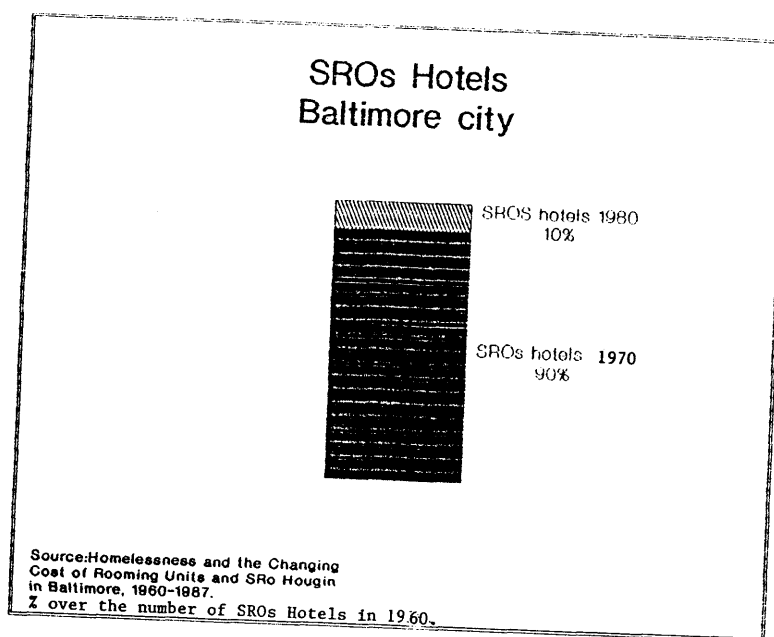 SROs Hotels
Baltimore city
SROS hotels 1980
10%
SROs hotels 1970
90%
Source:Homelessness and the Changing
Cost of Rooming Units and SRo Hougin
in Baltimore, 1960-1987.
% over the number of SROs Hotels in 1960.